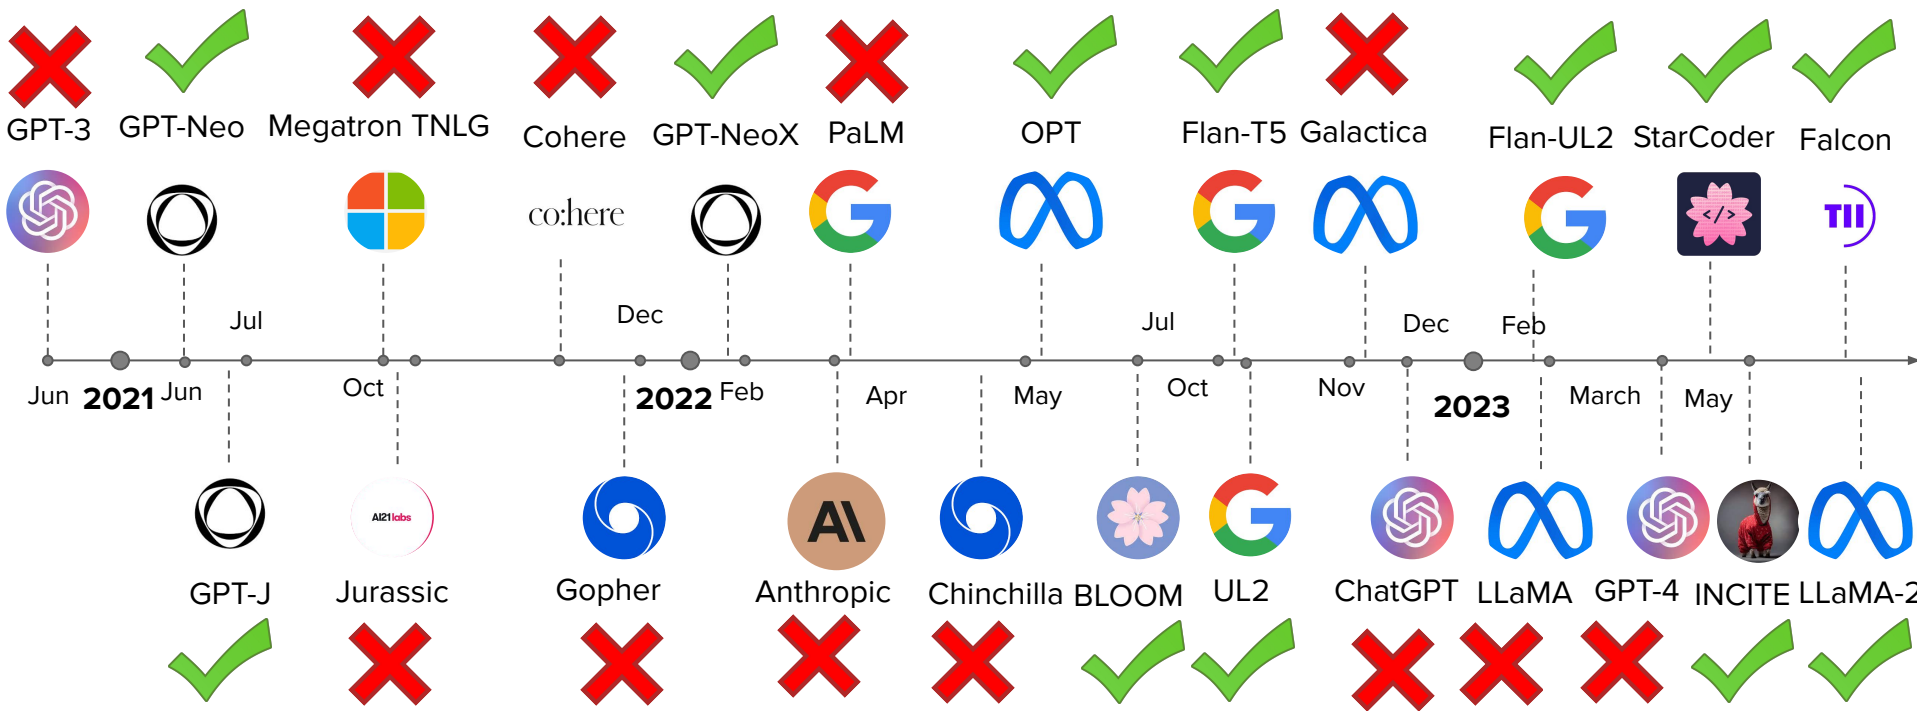 GPT-3
GPT-Neo
Megatron TNLG
Cohere
GPT-NeoX
PaLM
OPT
Flan-T5
Galactica
Flan-UL2
StarCoder
Falcon
co:here
</>
TII
Jul
Dec
Jul
Dec
Feb
Jun
2021
Jun
Oct
2022
Feb
Apr
May
Oct
Nov
2023
March
May
AI21labs
AI
GPT-J
Jurassic
Gopher
Anthropic
Chinchilla
BLOOM
UL2
ChatGPT
LLaMA
GPT-4
INCITE
LLaMA-2